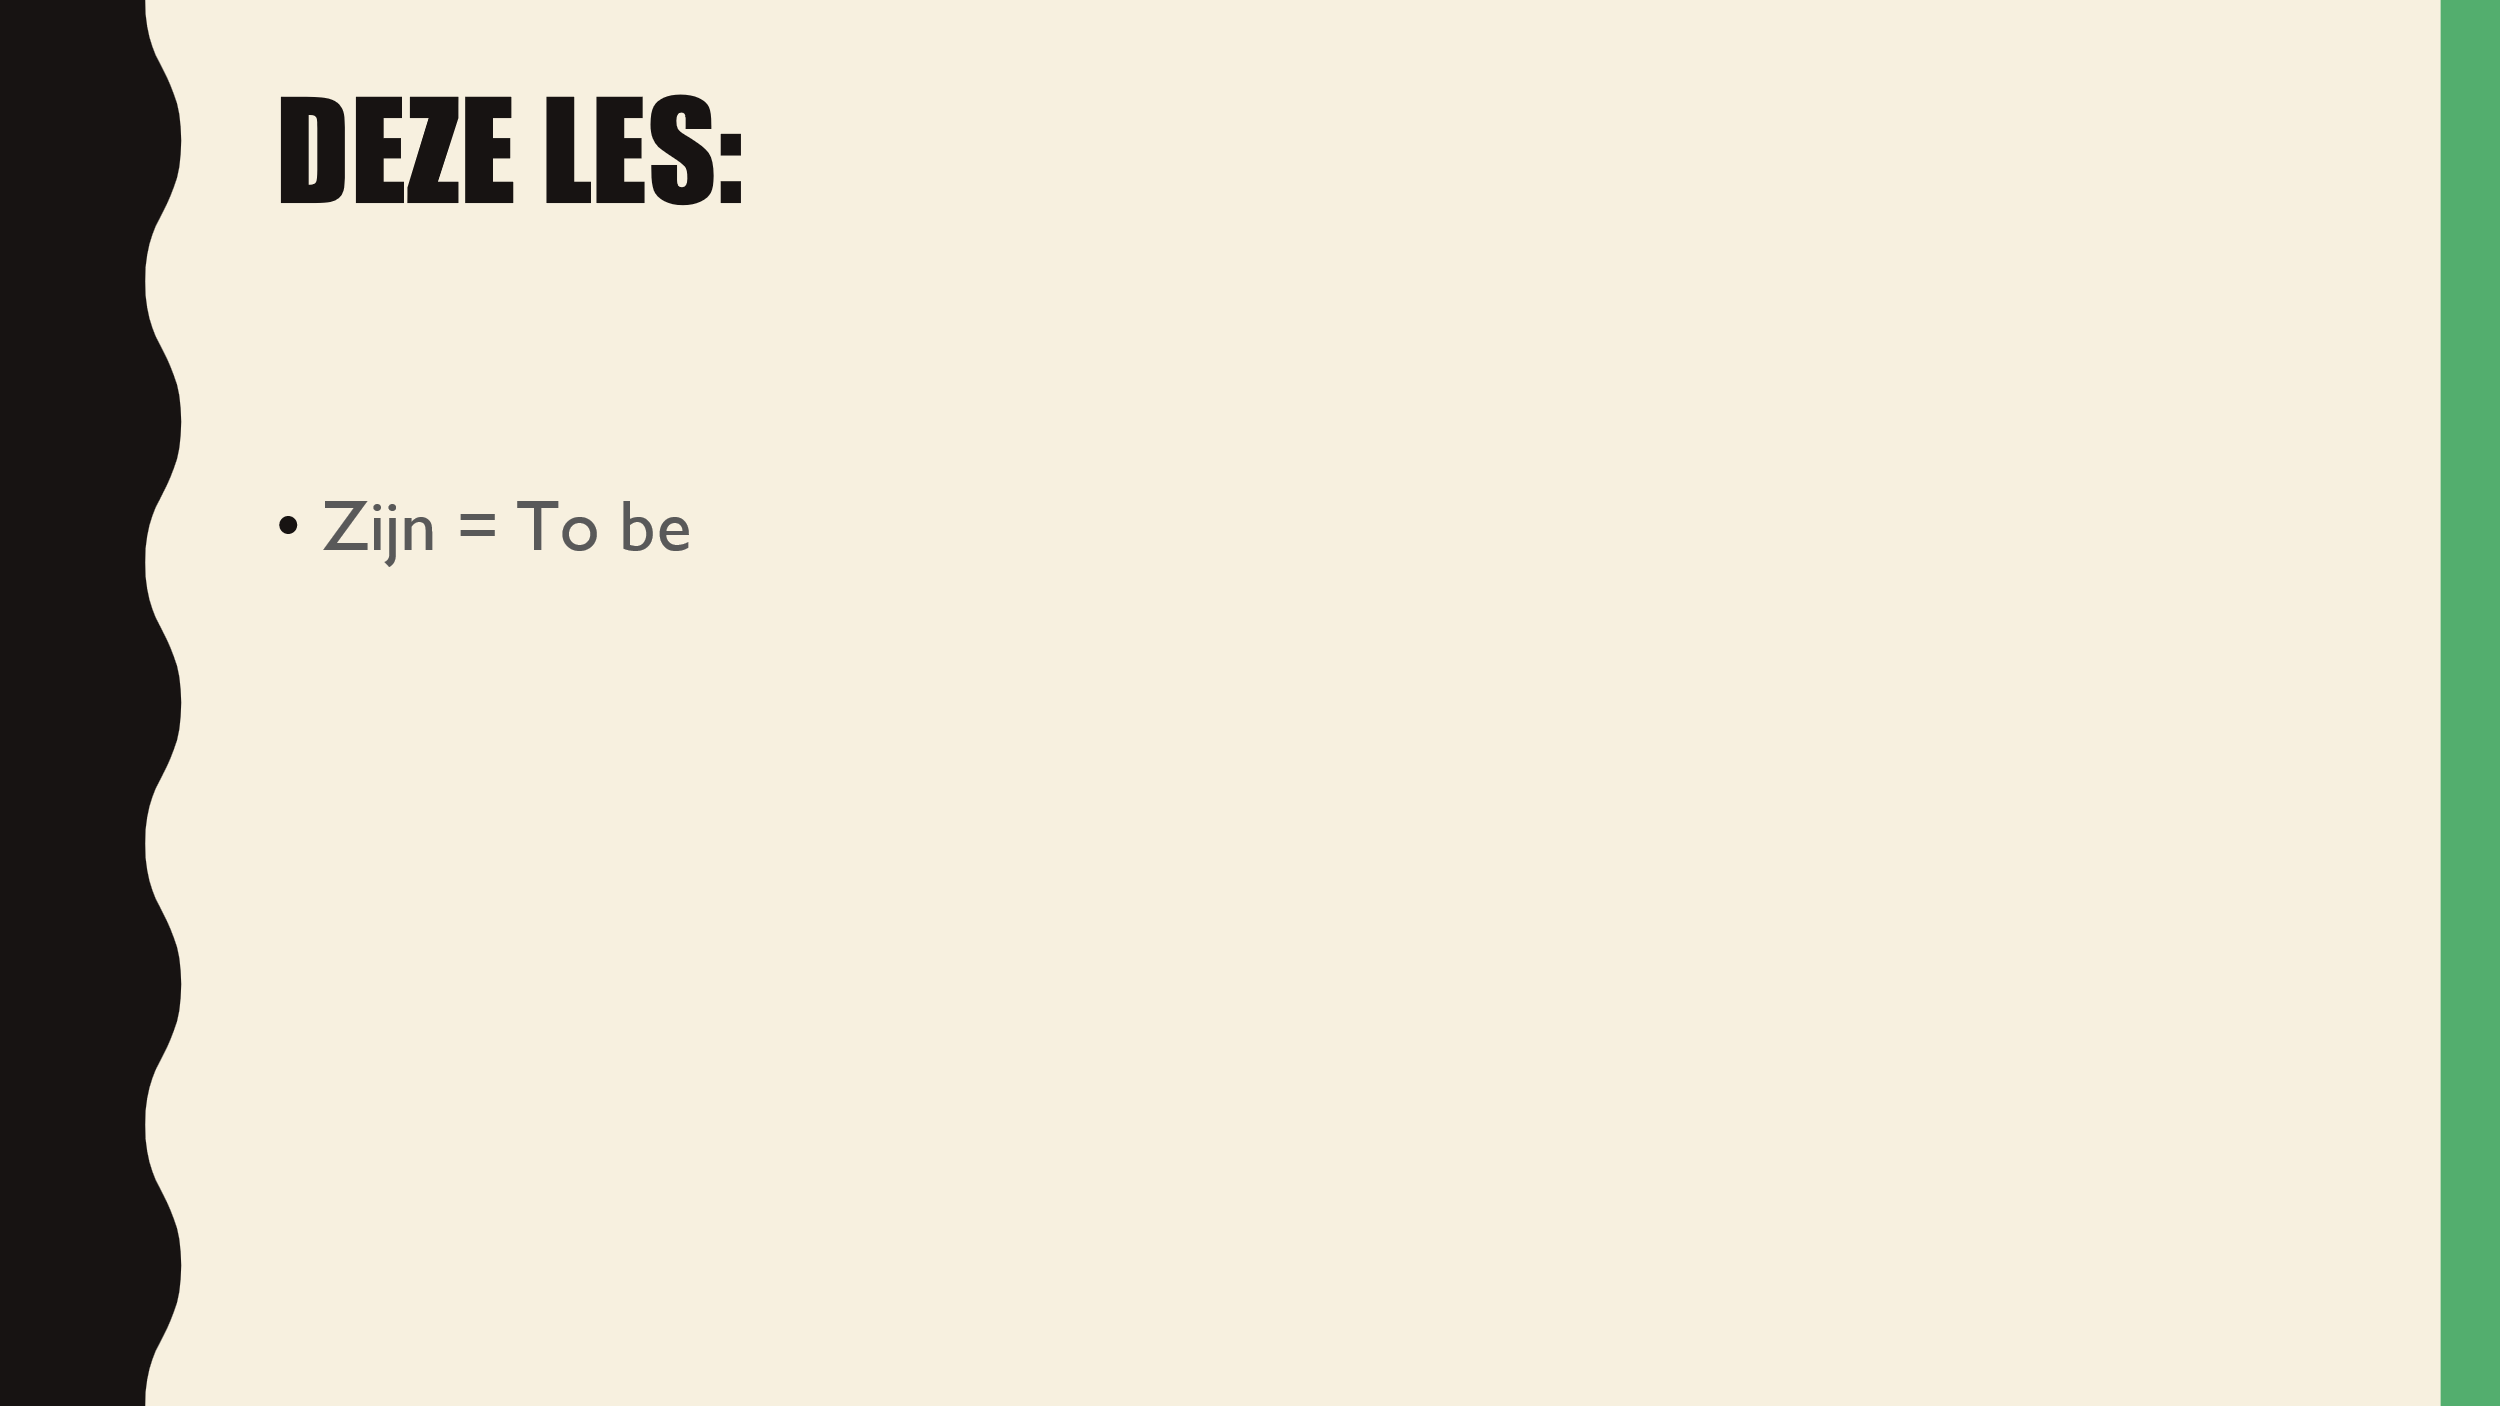 DEZE LES:
• Zijn = To be